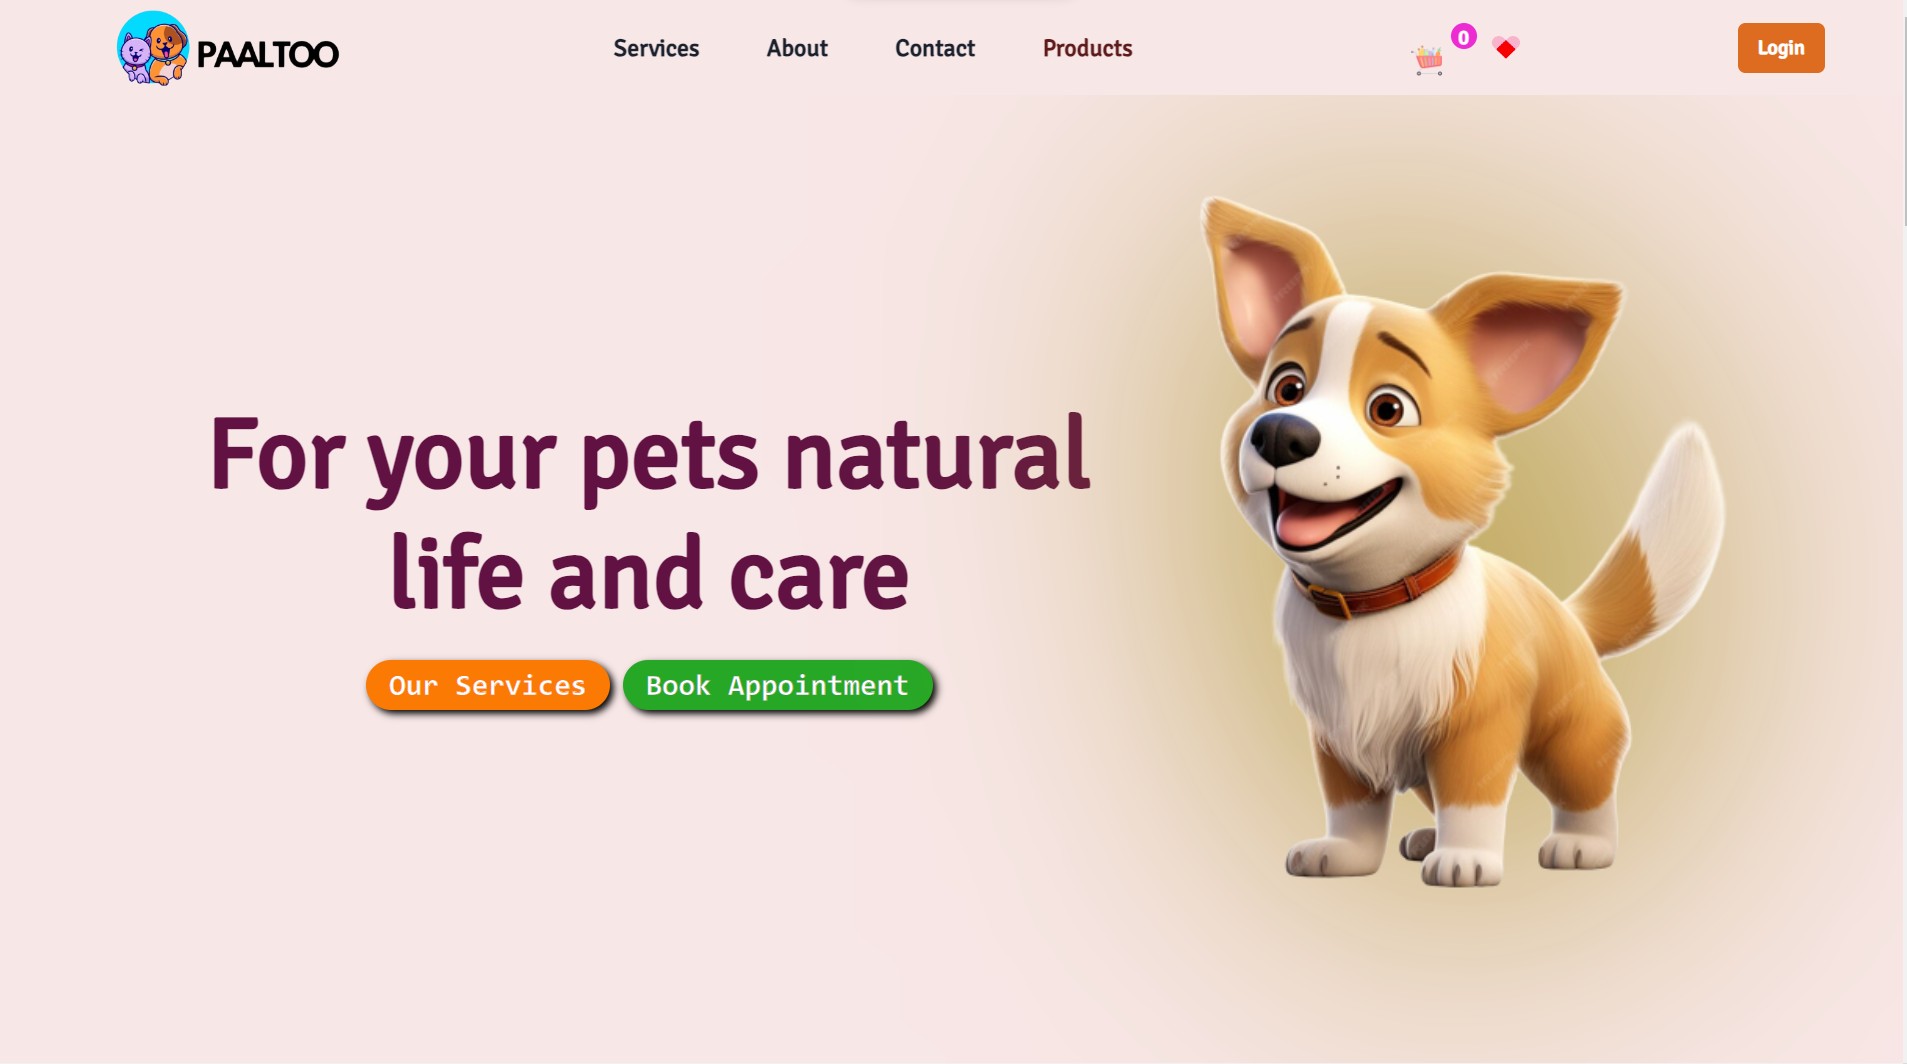 PAALTOO
Services About Contact Products 0 Login
For your pets natural
life and care
Our Services Book Appointment